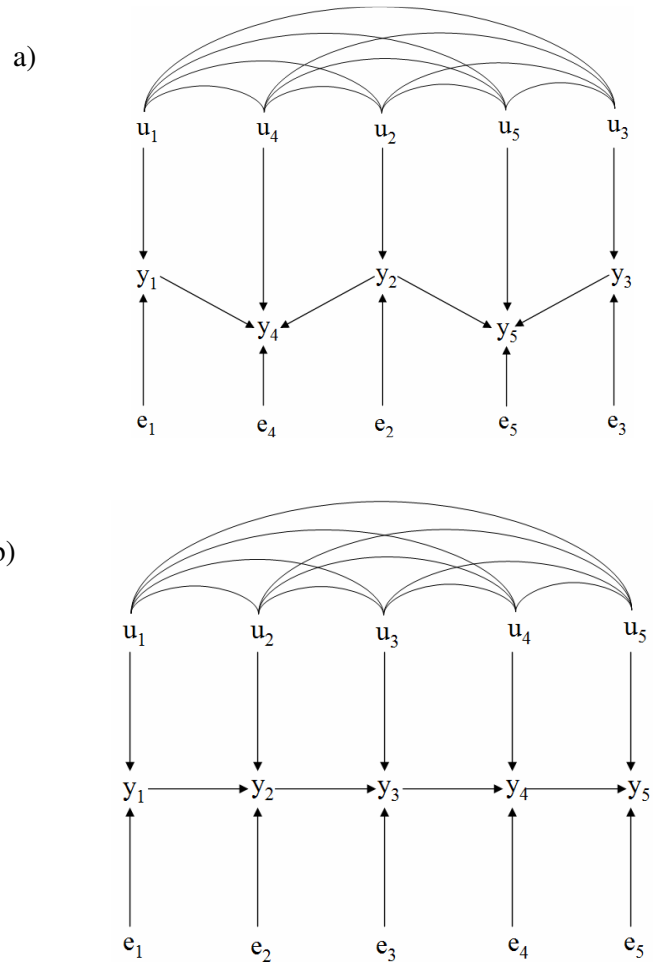 a)
u₁ u₄ u₂ u₅ u₃
y₁ y₂ y₃
y₄ y₅
e₁ e₄ e₂ e₅ e₃
b)
u₁ u₂ u₃ u₄ u₅
y₁ y₂ y₃ y₄ y₅
e₁ e₂ e₃ e₄ e₅